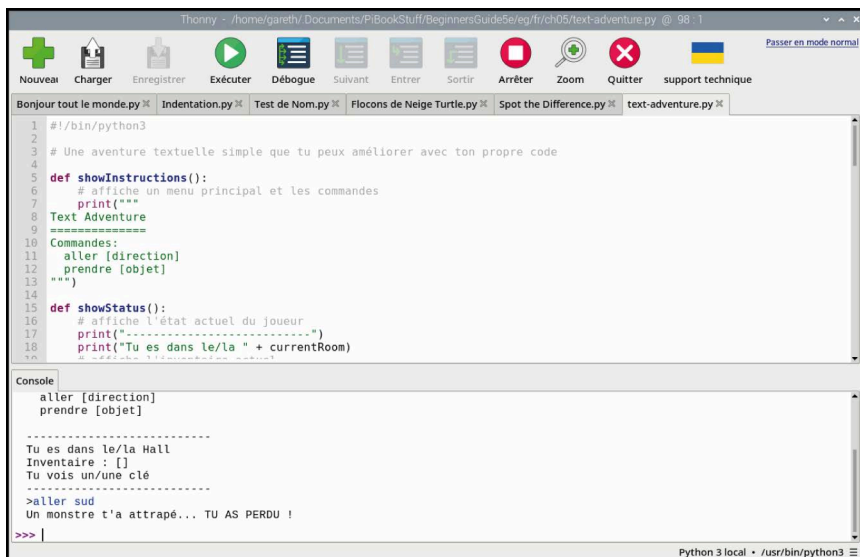 Thonny - /home/gareth/.Documents/PiBookStuff/BeginnersGuide5e/eg/fr/ch05/text-adventure.py @ 98 : 1
Passer en mode normal
Nouveau Charger Enregistrer Exécuter Débogue Suivant Entrer Sortir Arrêter Zoom Quitter support technique
Bonjour tout le monde.py Indentation.py Test de Nom.py Flocons de Neige Turtle.py Spot the Difference.py text-adventure.py
1 #!/bin/python3
2
3 # Une aventure textuelle simple que tu peux améliorer avec ton propre code
4
5 def showInstructions():
6 # affiche un menu principal et les commandes
7 print("""
8 Text Adventure
9 ==============
10 Commandes:
11 aller [direction]
12 prendre [objet]
13 """)
14
15 def showStatus():
16 # affiche l'état actuel du joueur
17 print("---------------------------")
18 print("Tu es dans le/la " + currentRoom)
19 # affiche l'inventaire actuel
Console
aller [direction]
prendre [objet]
---------------------------
Tu es dans le/la Hall
Inventaire : []
Tu vois un/une clé
---------------------------
>aller sud
Un monstre t'a attrapé... TU AS PERDU !
>>>
Python 3 local • /usr/bin/python3